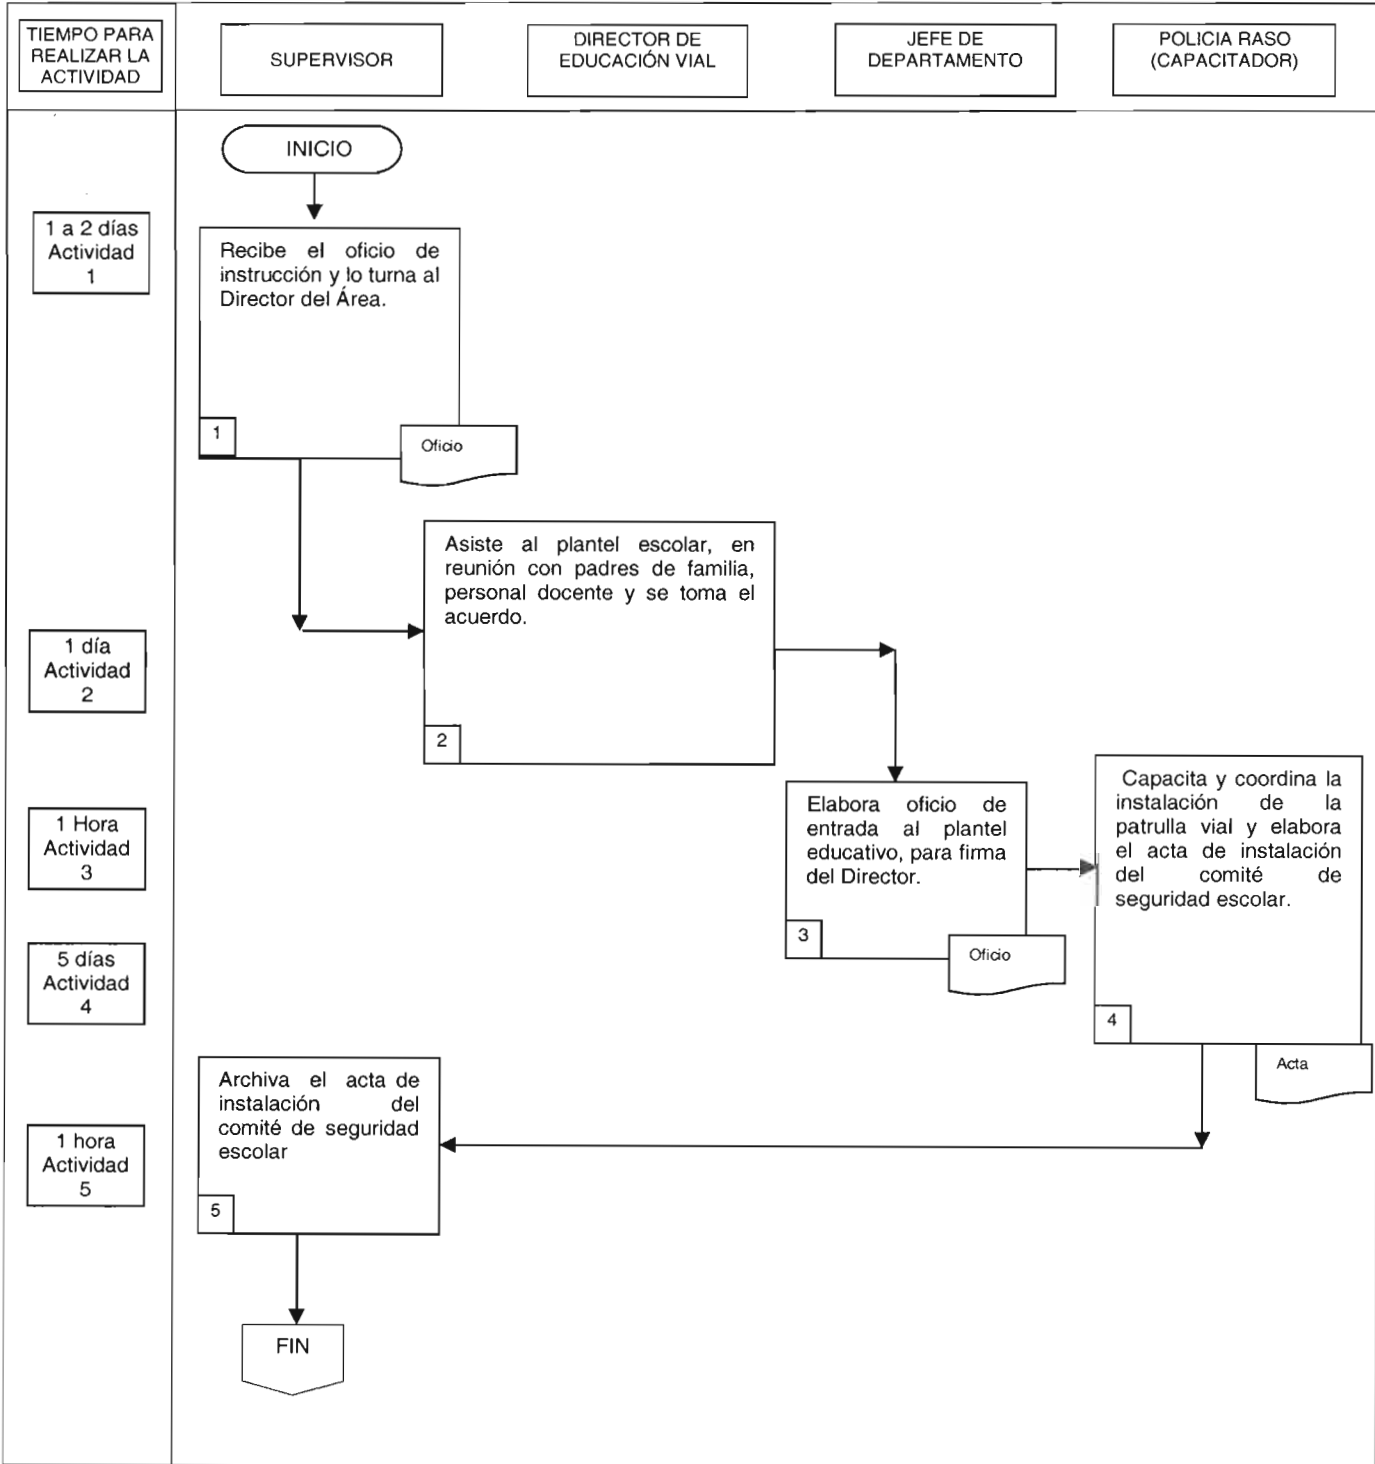 TIEMPO PARA
REALIZAR LA
ACTIVIDAD
SUPERVISOR
DIRECTOR DE
EDUCACIÓN VIAL
JEFE DE
DEPARTAMENTO
POLICIA RASO
(CAPACITADOR)
INICIO
1 a 2 días
Actividad
1
Recibe el oficio de
instrucción y lo turna al
Director del Área.
1
Oficio
Asiste al plantel escolar, en
reunión con padres de familia,
personal docente y se toma el
acuerdo.
2
1 día
Actividad
2
1 Hora
Actividad
3
Elabora oficio de
entrada al plantel
educativo, para firma
del Director.
3
Oficio
Capacita y coordina la
instalación de la
patrulla vial y elabora
el acta de instalación
del comité de
seguridad escolar.
4
Acta
5 días
Actividad
4
Archiva el acta de
instalación del
comité de seguridad
escolar
5
1 hora
Actividad
5
FIN